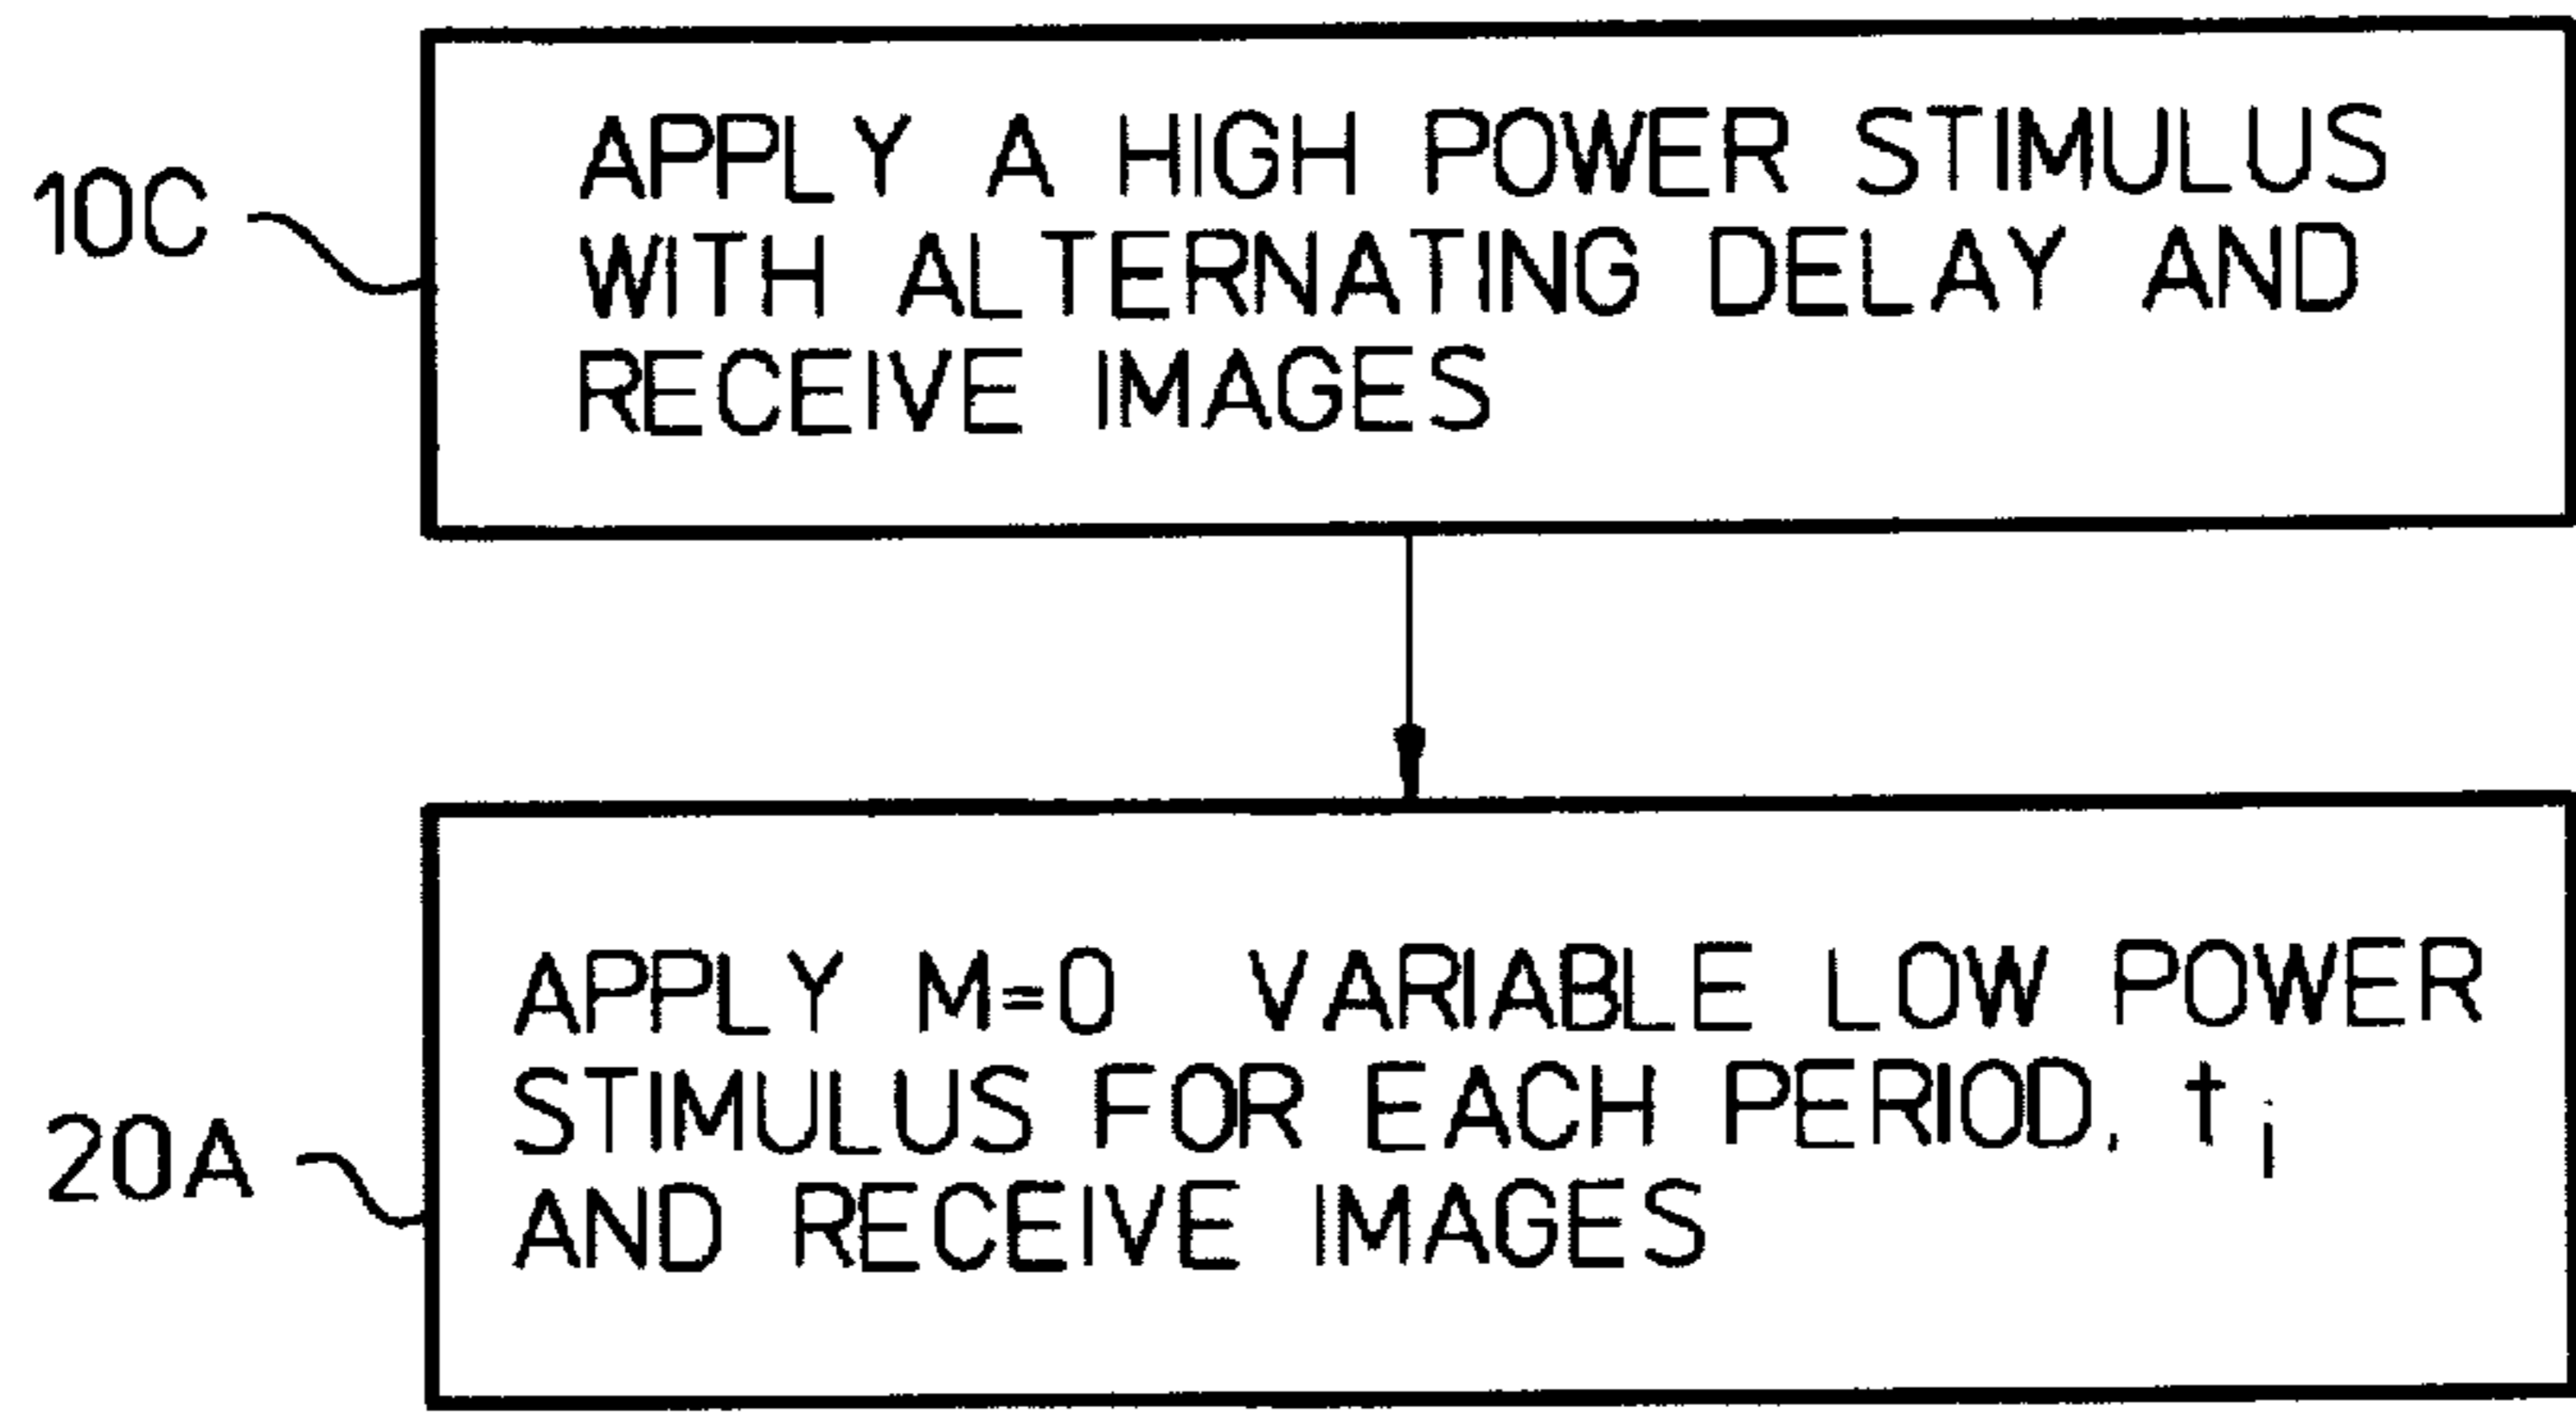 10C
APPLY A HIGH POWER STIMULUS
WITH ALTERNATING DELAY AND
RECEIVE IMAGES
20A
APPLY M=0 VARIABLE LOW POWER
STIMULUS FOR EACH PERIOD, t i
AND RECEIVE IMAGES